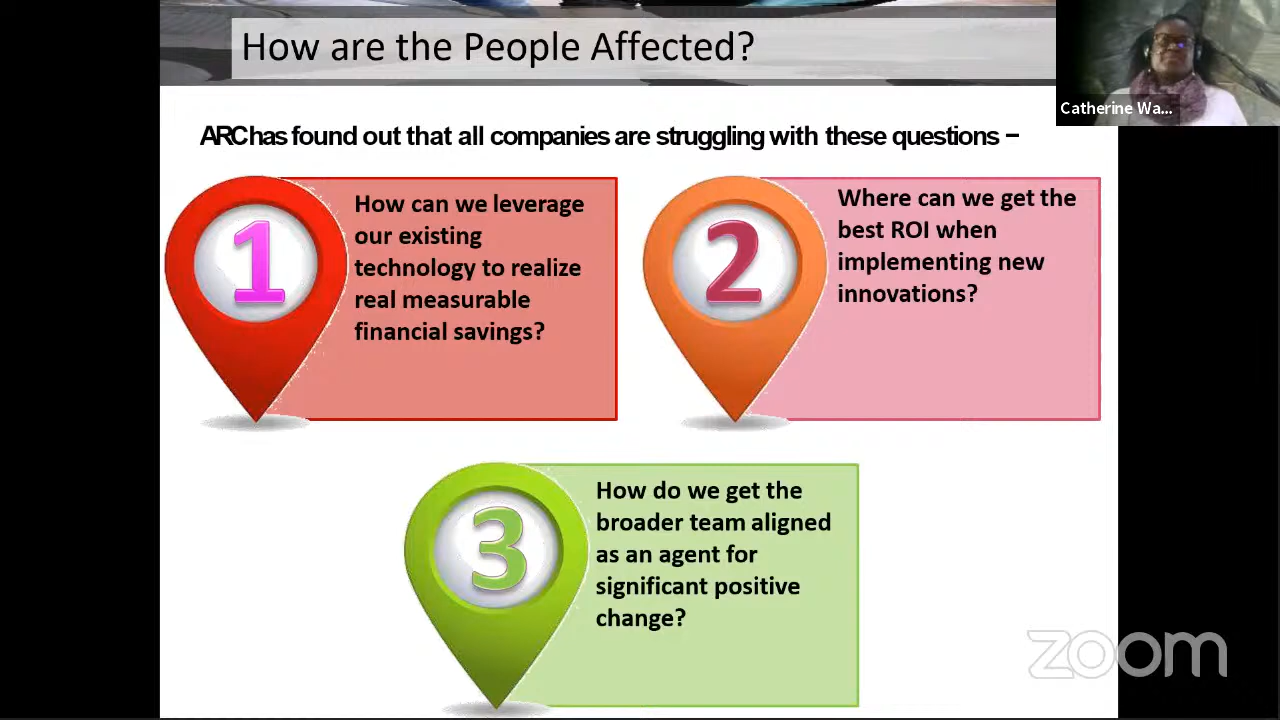 How are the People Affected?
Catherine Wa...
ARChas found out that all companies are struggling with these questions –
1
How can we leverage
our existing
technology to realize
real measurable
financial savings?
2
Where can we get the
best ROI when
implementing new
innovations?
3
How do we get the
broader team aligned
as an agent for
significant positive
change?
zoom